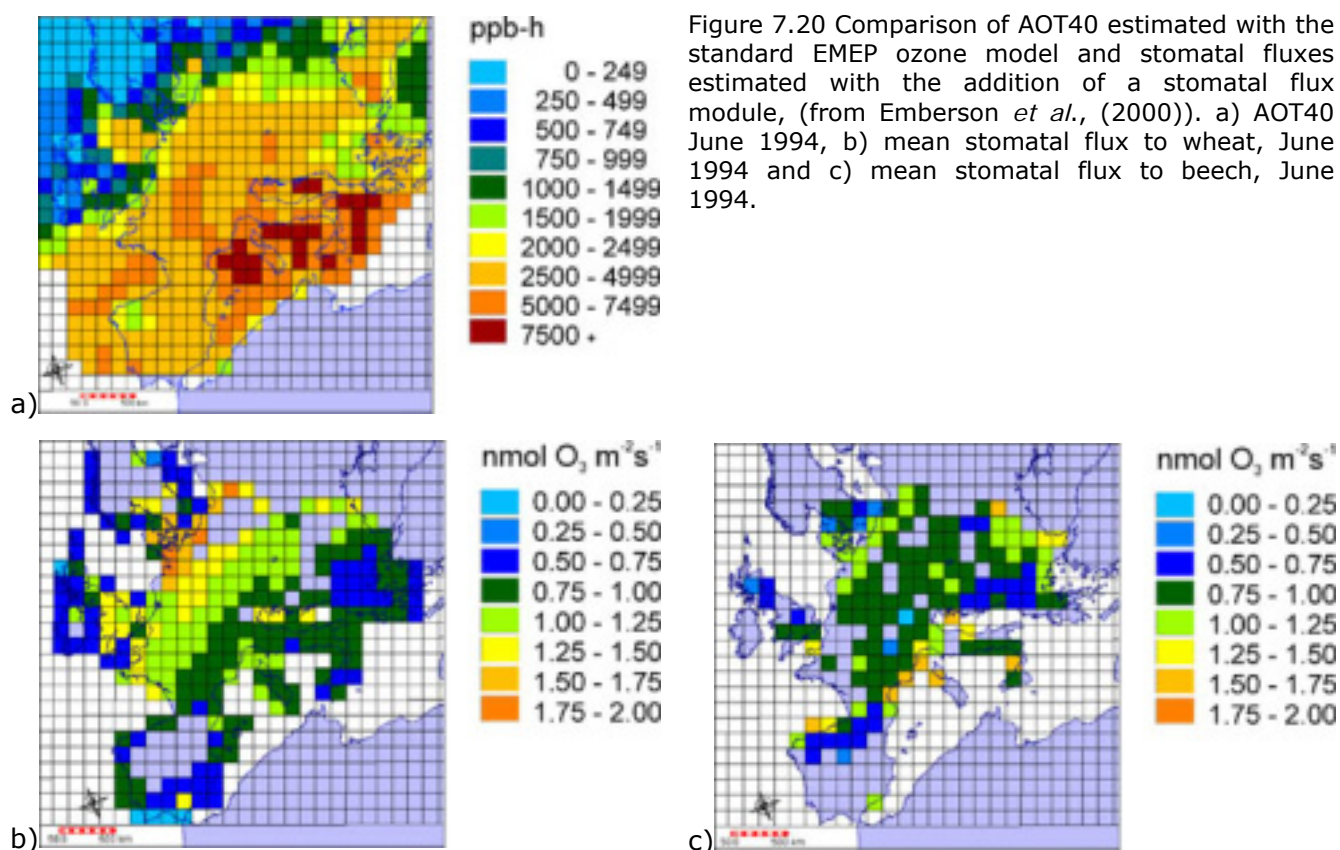 ppb-h
0 - 249
250 - 499
500 - 749
750 - 999
1000 - 1499
1500 - 1999
2000 - 2499
2500 - 4999
5000 - 7499
7500 +
Figure 7.20 Comparison of AOT40 estimated with the
standard EMEP ozone model and stomatal fluxes
estimated with the addition of a stomatal flux
module, (from Emberson et al., (2000)). a) AOT40
June 1994, b) mean stomatal flux to wheat, June
1994 and c) mean stomatal flux to beech, June
1994.
a)
500 km
nmol O₃ m⁻²s⁻¹
0.00 - 0.25
0.25 - 0.50
0.50 - 0.75
0.75 - 1.00
1.00 - 1.25
1.25 - 1.50
1.50 - 1.75
1.75 - 2.00
b)
500 km
nmol O₃ m⁻²s⁻¹
0.00 - 0.25
0.25 - 0.50
0.50 - 0.75
0.75 - 1.00
1.00 - 1.25
1.25 - 1.50
1.50 - 1.75
1.75 - 2.00
c)
500 km